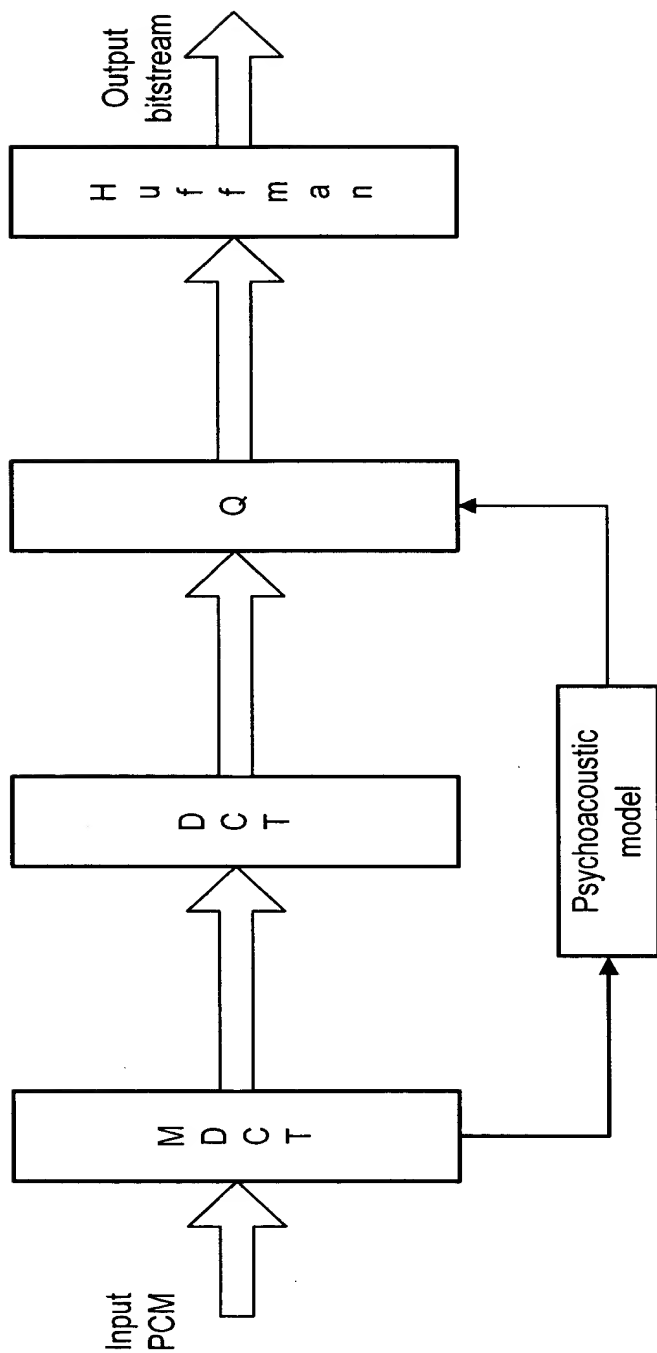 Input
PCM
M D C T
D C T
Q
H u f f m a n
Output
bitstream
Psychoacoustic
model